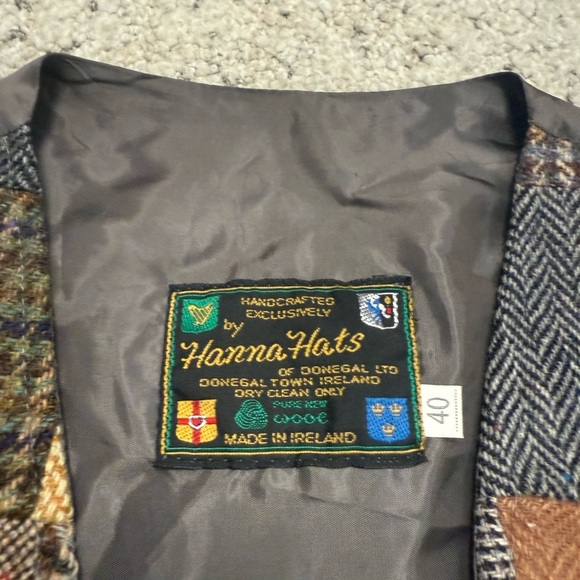 HANDCRAFTED
EXCLUSIVELY
by
Hanna Hats
OF DONEGAL LTD
DONEGAL TOWN IRELAND
DRY CLEAN ONLY
PURE NEW
WOOL
MADE IN IRELAND
40